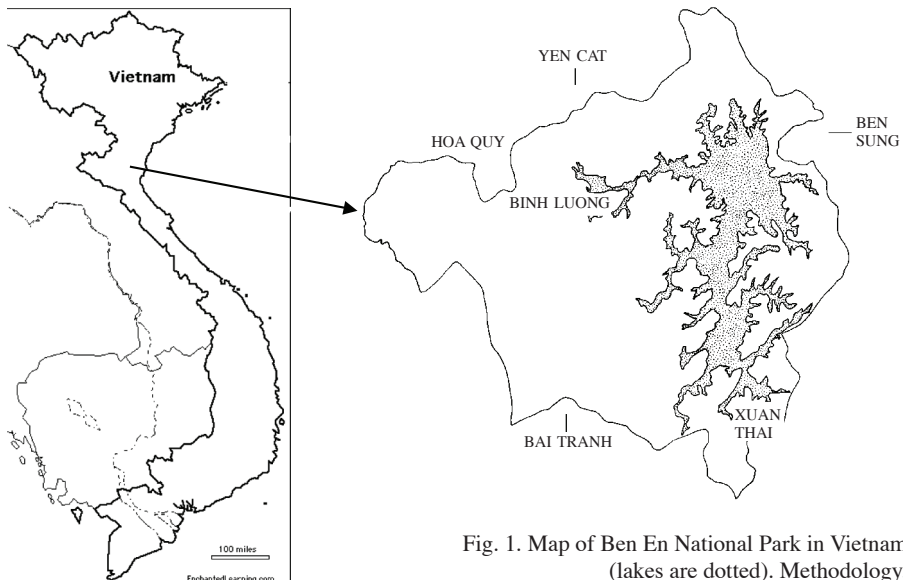 Vietnam
YEN CAT
BEN
SUNG
HOA QUY
BINH LUONG
XUAN
THAI
BAI TRANH
100 miles
EnchantedLearning.com
Fig. 1. Map of Ben En National Park in Vietnam
(lakes are dotted). Methodology